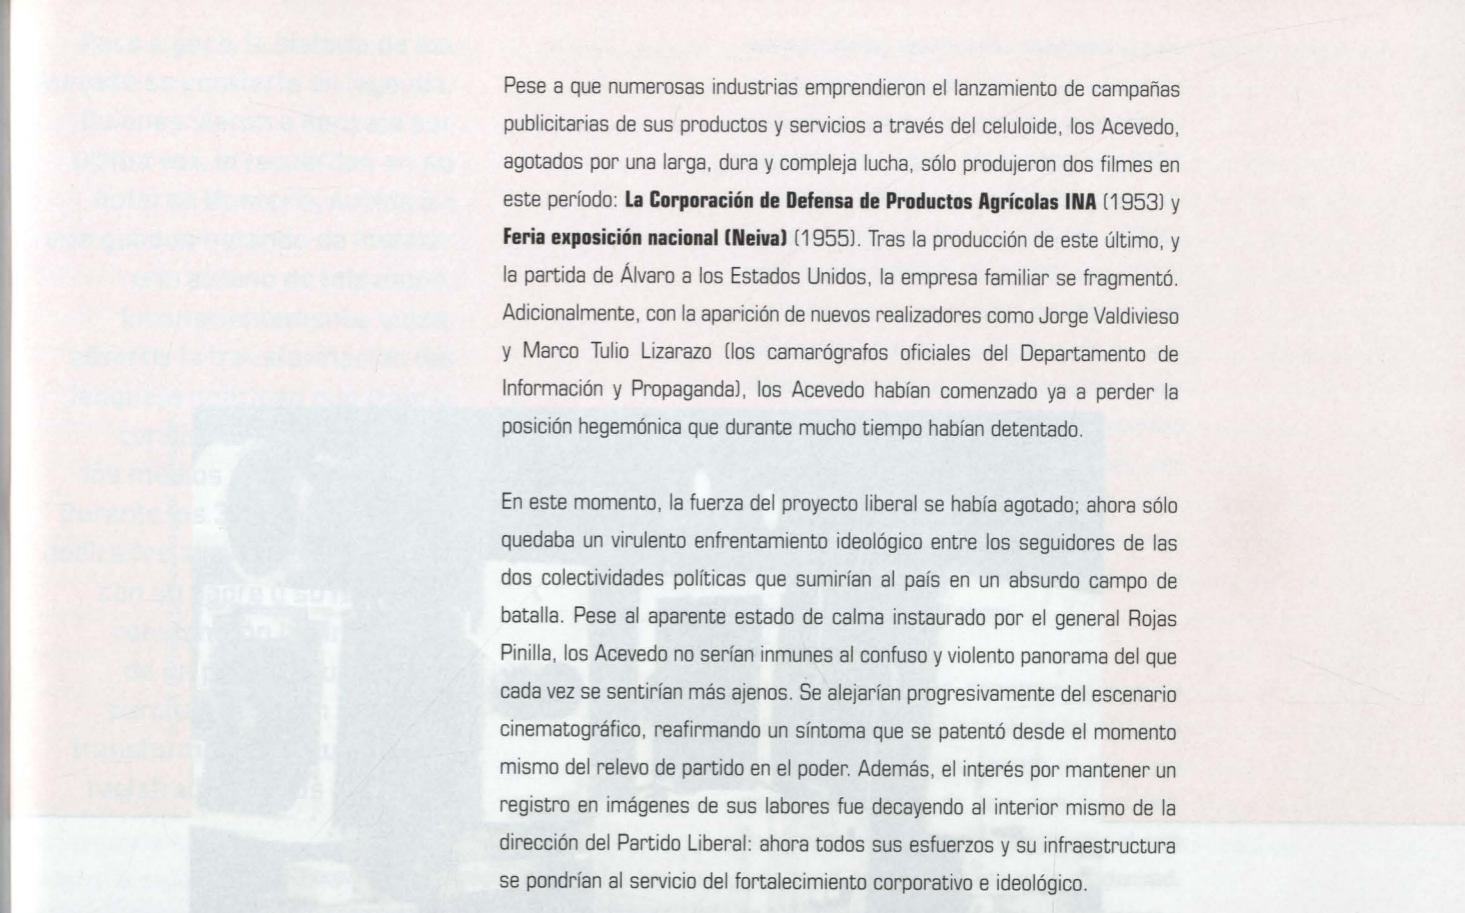 Pese a que numerosas industrias emprendieron el lanzamiento de campañas
publicitarias de sus productos y servicios a través del celuloide, los Acevedo,
agotados por una larga, dura y compleja lucha, sólo produjeron dos filmes en
este período: La Corporación de Defensa de Productos Agrícolas INA (1953) y
Feria exposición nacional (Neiva) (1955). Tras la producción de este último, y
la partida de Álvaro a los Estados Unidos, la empresa familiar se fragmentó.
Adicionalmente, con la aparición de nuevos realizadores como Jorge Valdivieso
y Marco Tulio Lizarazo (los camarógrafos oficiales del Departamento de
Información y Propaganda), los Acevedo habían comenzado ya a perder la
posición hegemónica que durante mucho tiempo habían detentado.
En este momento, la fuerza del proyecto liberal se había agotado; ahora sólo
quedaba un virulento enfrentamiento ideológico entre los seguidores de las
dos colectividades políticas que sumirían al país en un absurdo campo de
batalla. Pese al aparente estado de calma instaurado por el general Rojas
Pinilla, los Acevedo no serían inmunes al confuso y violento panorama del que
cada vez se sentirían más ajenos. Se alejarían progresivamente del escenario
cinematográfico, reafirmando un síntoma que se patentó desde el momento
mismo del relevo de partido en el poder. Además, el interés por mantener un
registro en imágenes de sus labores fue decayendo al interior mismo de la
dirección del Partido Liberal: ahora todos sus esfuerzos y su infraestructura
se pondrían al servicio del fortalecimiento corporativo e ideológico.